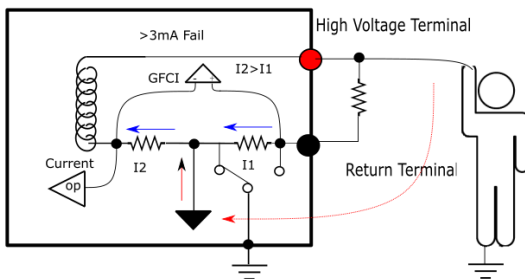 High Voltage Terminal
>3mA Fail
I2>I1
GFCI
- +
Current
op
I2
I1
Return Terminal